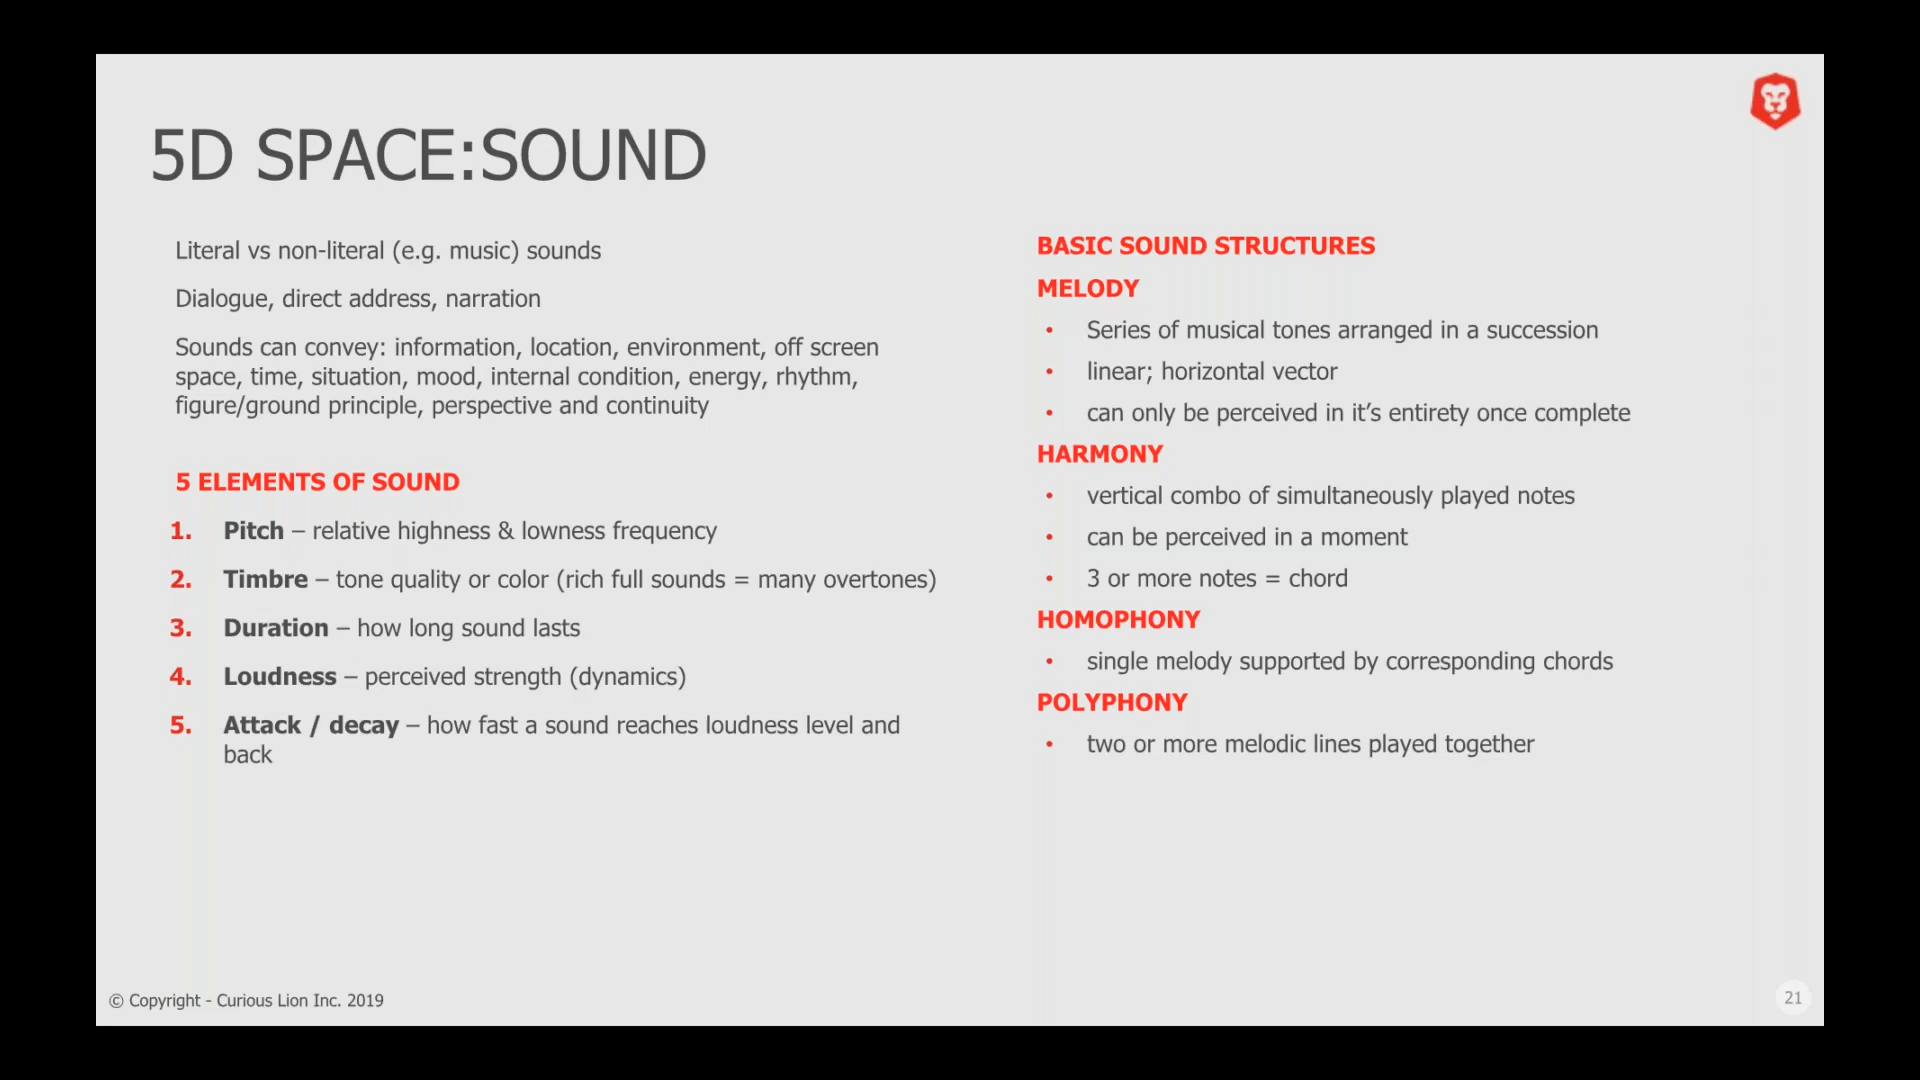 5D SPACE:SOUND
Literal vs non-literal (e.g. music) sounds
Dialogue, direct address, narration
Sounds can convey: information, location, environment, off screen
space, time, situation, mood, internal condition, energy, rhythm,
figure/ground principle, perspective and continuity
5 ELEMENTS OF SOUND
1. Pitch – relative highness & lowness frequency
2. Timbre – tone quality or color (rich full sounds = many overtones)
3. Duration – how long sound lasts
4. Loudness – perceived strength (dynamics)
5. Attack / decay – how fast a sound reaches loudness level and
back
BASIC SOUND STRUCTURES
MELODY
• Series of musical tones arranged in a succession
• linear; horizontal vector
• can only be perceived in it’s entirety once complete
HARMONY
• vertical combo of simultaneously played notes
• can be perceived in a moment
• 3 or more notes = chord
HOMOPHONY
• single melody supported by corresponding chords
POLYPHONY
• two or more melodic lines played together
© Copyright - Curious Lion Inc. 2019
21